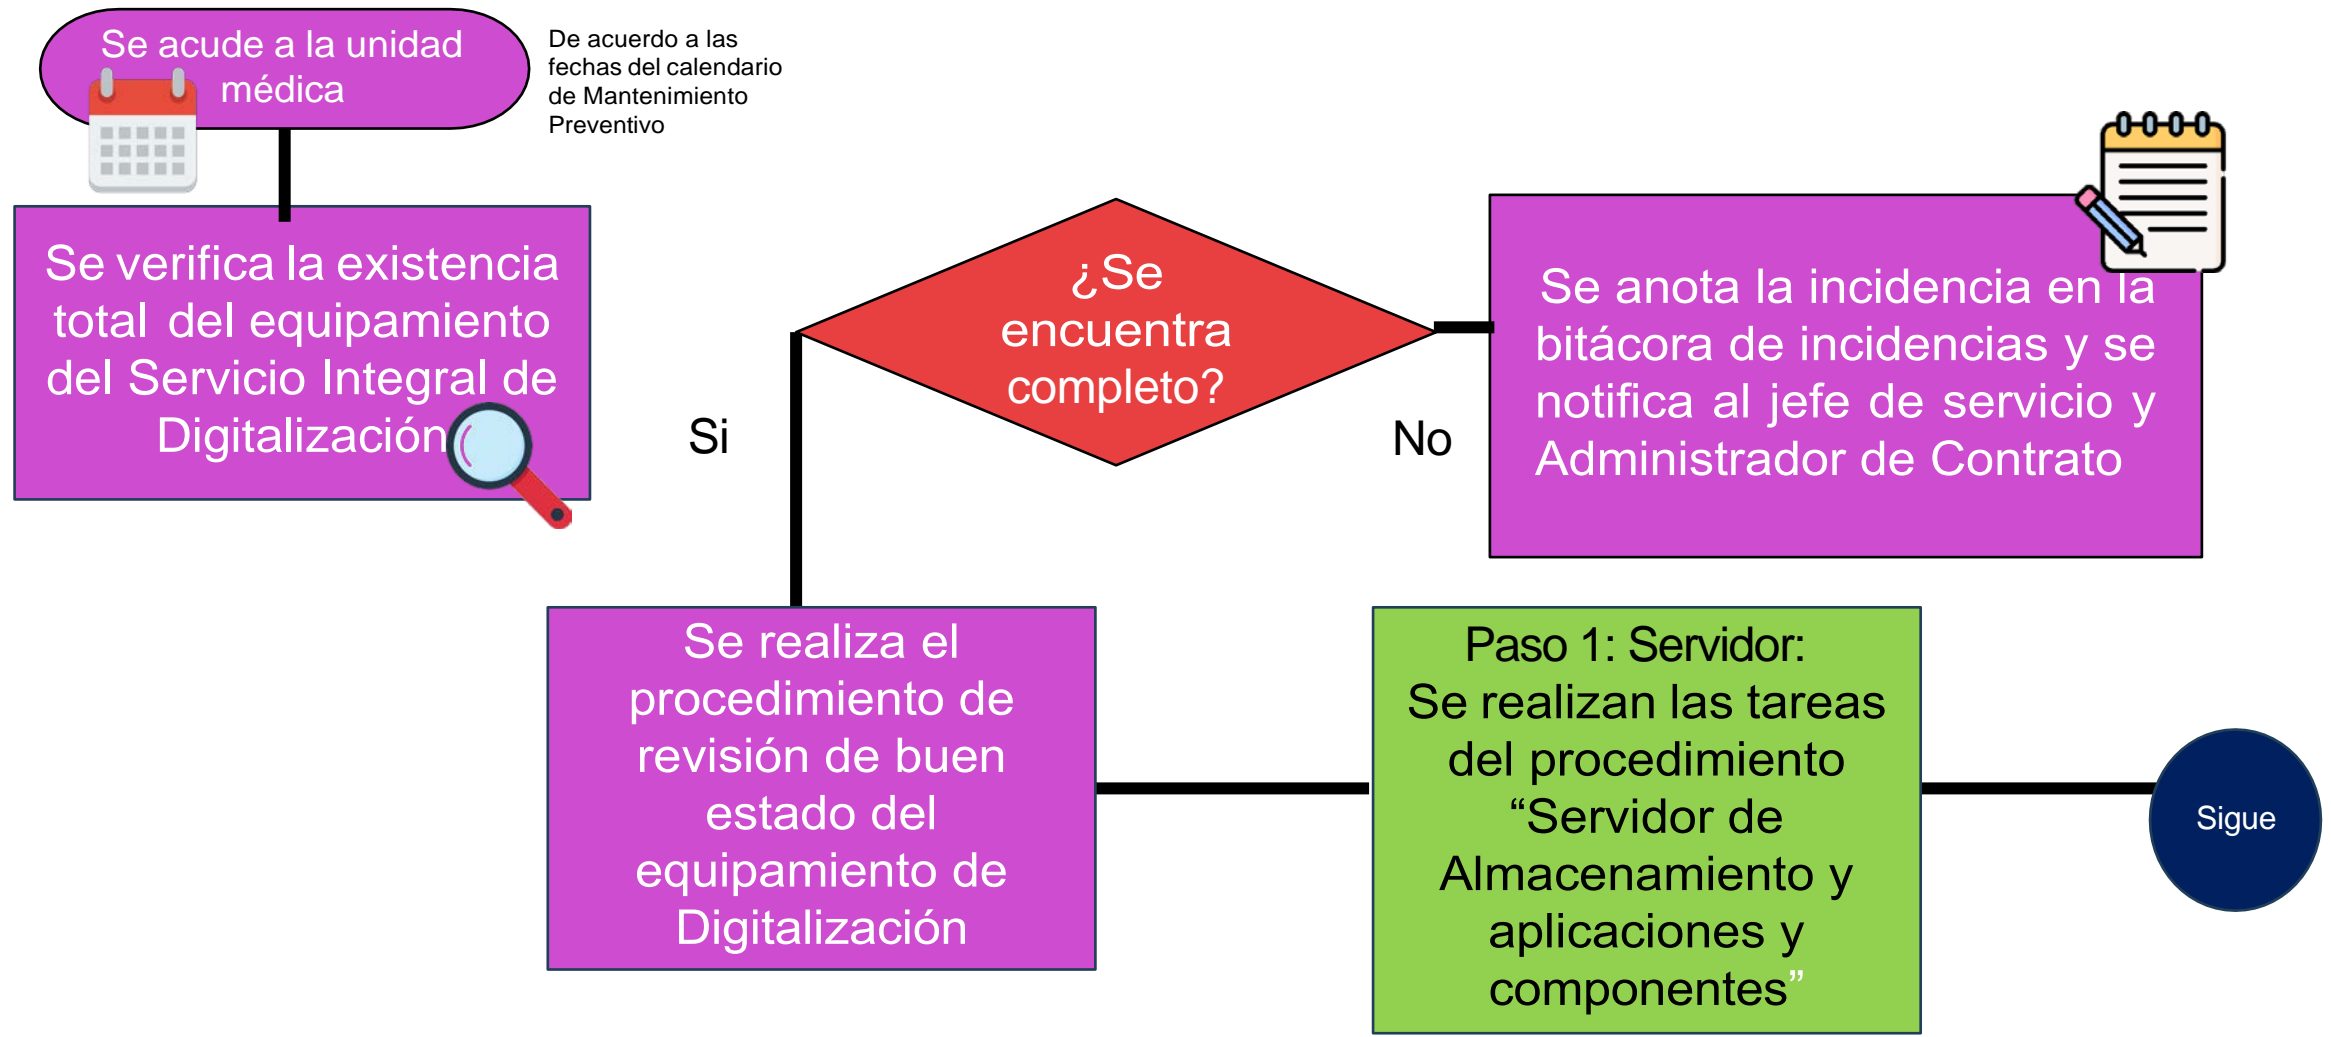 Se acude a la unidad
médica
De acuerdo a las
fechas del calendario
de Mantenimiento
Preventivo
Se verifica la existencia
total del equipamiento
del Servicio Integral de
Digitalización
¿Se
encuentra
completo?
Si
No
Se anota la incidencia en la
bitácora de incidencias y se
notifica al jefe de servicio y
Administrador de Contrato
Se realiza el
procedimiento de
revisión de buen
estado del
equipamiento de
Digitalización
Paso 1: Servidor:
Se realizan las tareas
del procedimiento
“Servidor de
Almacenamiento y
aplicaciones y
componentes”
Sigue